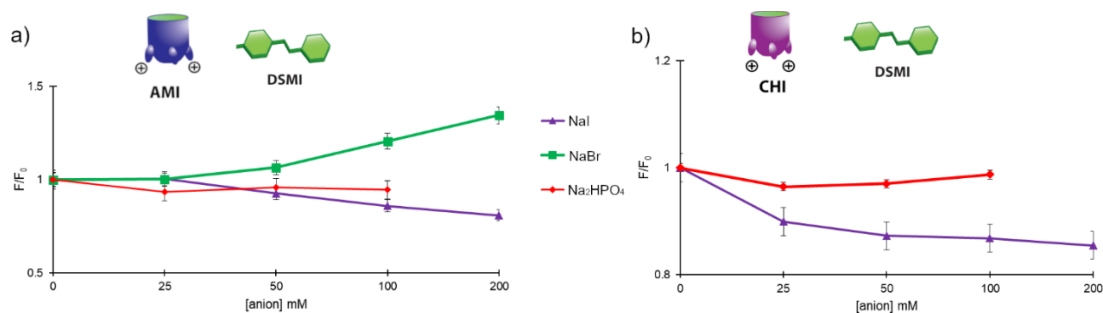 a)
⊕ ⊕
AMI
DSMI
1.5
1
0.5
F/F₀
0 25 50 100 200
[anion] mM
NaI
NaBr
Na₂HPO₄
b)
⊕ ⊕
CHI
DSMI
1.2
1
0.8
F/F₀
0 25 50 100 200
[anion] mM